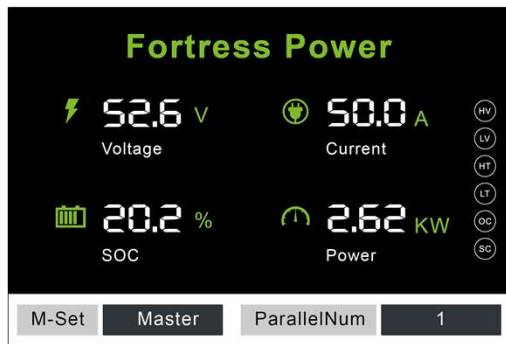 Fortress Power
52.6 V 50.0 A
Voltage Current
20.2 % 2.62 KW
SOC Power
HV
LV
HT
LT
OC
SC
M-Set Master ParallelNum 1